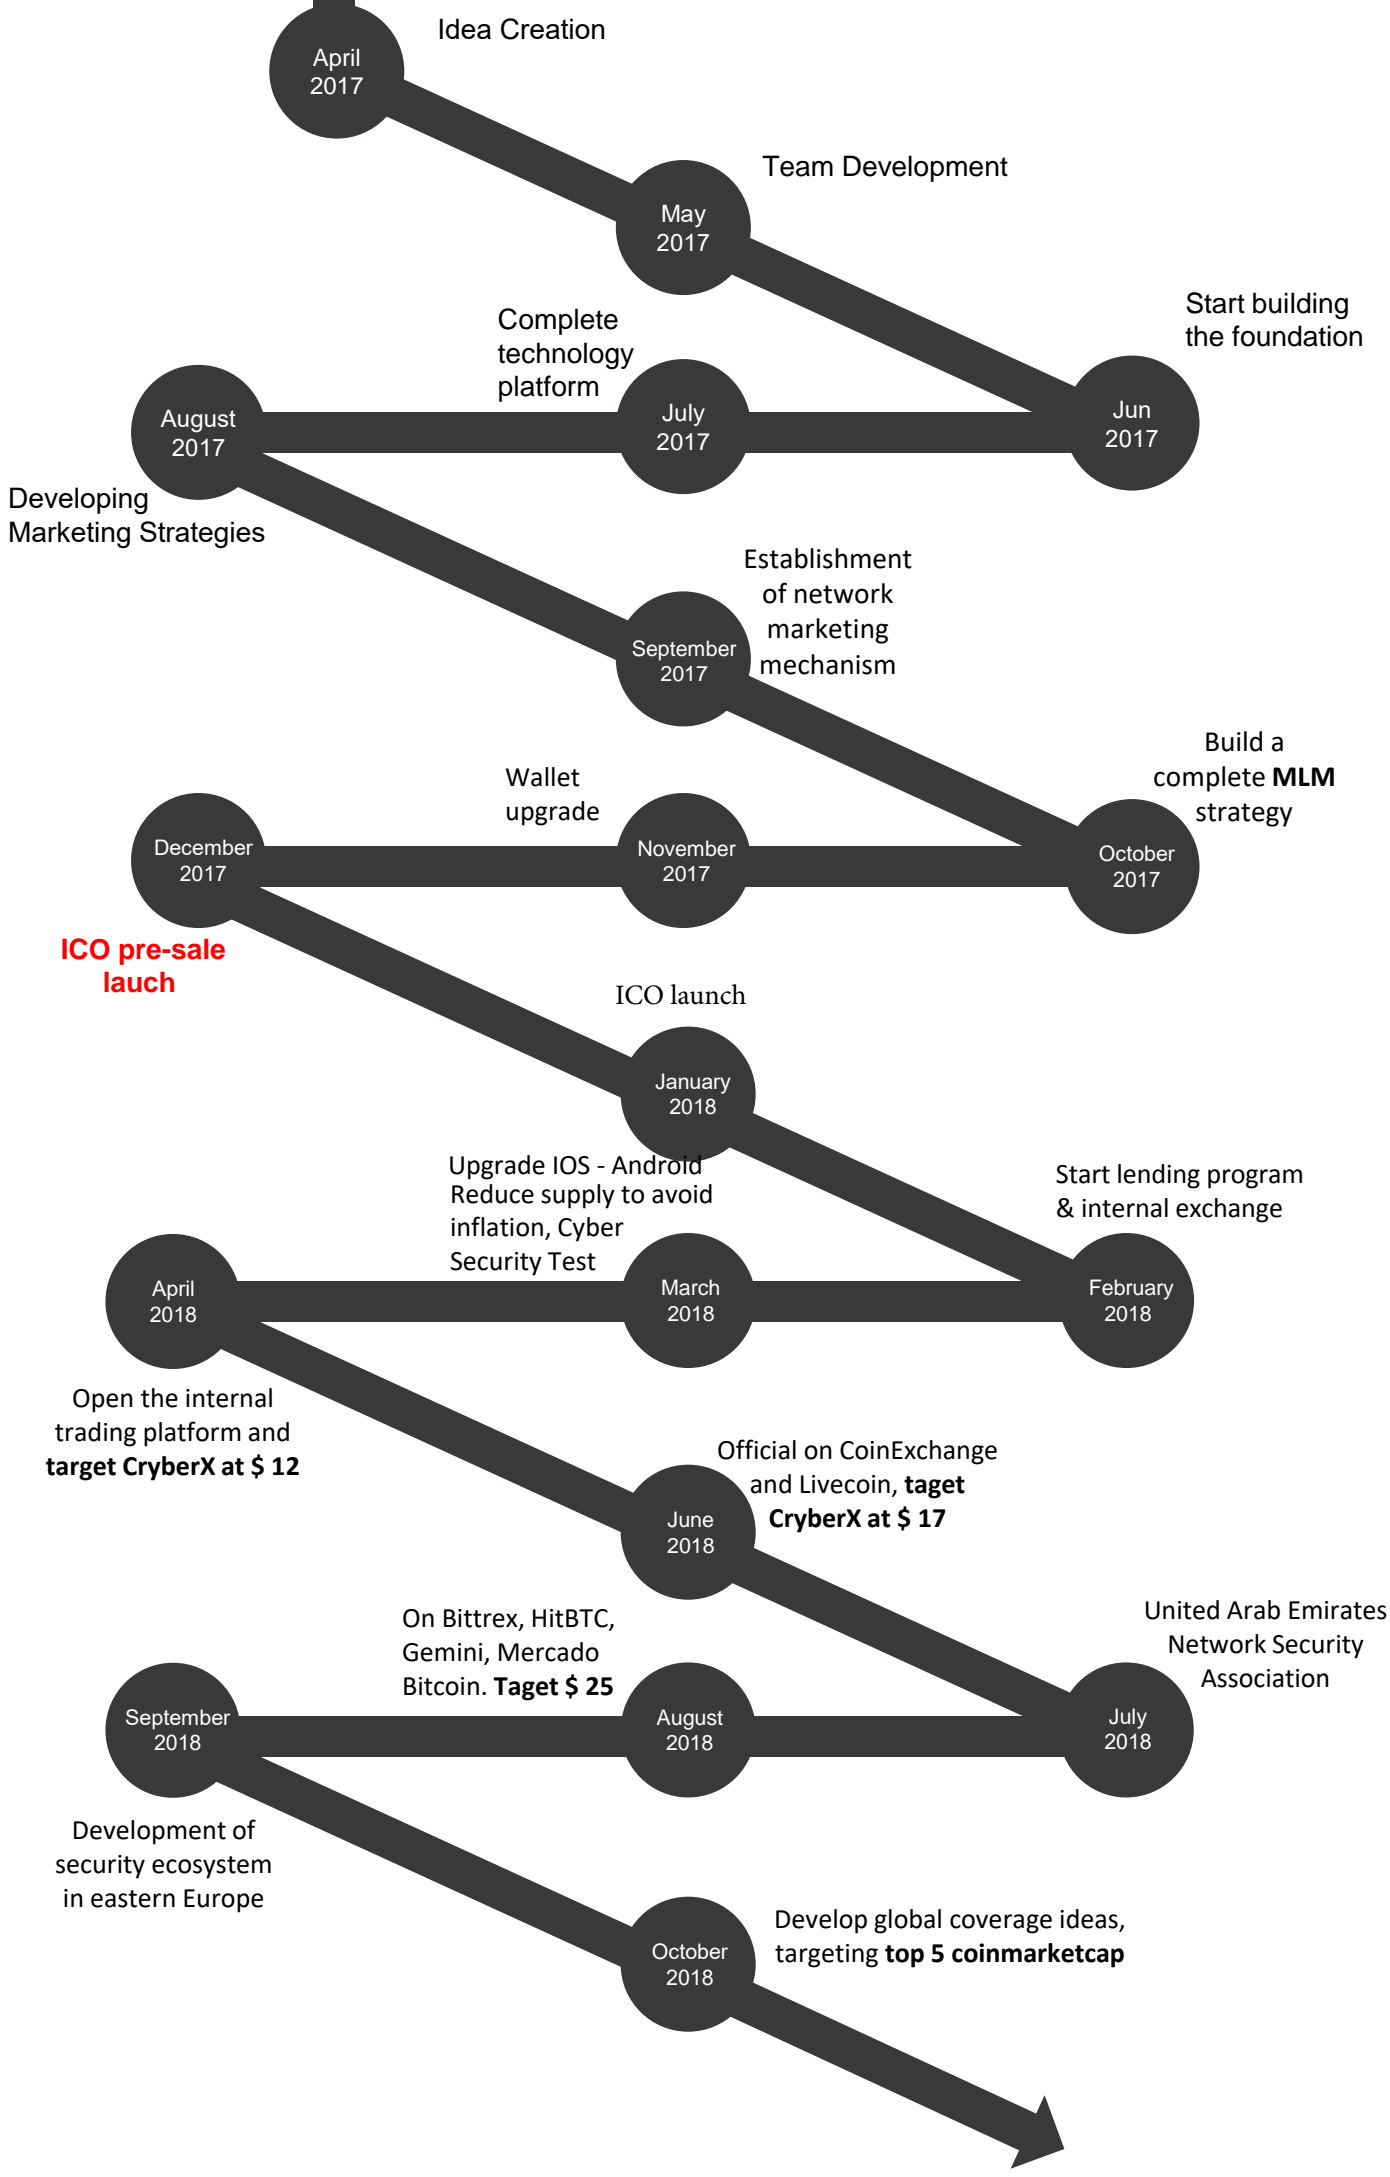 Idea Creation
April
2017
Team Development
May
2017
Start building
the foundation
Jun
2017
Complete
technology
platform
July
2017
August
2017
Developing
Marketing Strategies
Establishment
of network
marketing
mechanism
September
2017
Build a
complete MLM
strategy
October
2017
Wallet
upgrade
November
2017
December
2017
ICO pre-sale
lauch
ICO launch
January
2018
Start lending program
& internal exchange
February
2018
Upgrade IOS - Android
Reduce supply to avoid
inflation, Cyber
Security Test
March
2018
April
2018
Open the internal
trading platform and
target CryberX at $ 12
Official on CoinExchange
and Livecoin, taget
CryberX at $ 17
June
2018
United Arab Emirates
Network Security
Association
July
2018
On Bittrex, HitBTC,
Gemini, Mercado
Bitcoin. Taget $ 25
August
2018
September
2018
Development of
security ecosystem
in eastern Europe
Develop global coverage ideas,
targeting top 5 coinmarketcap
October
2018